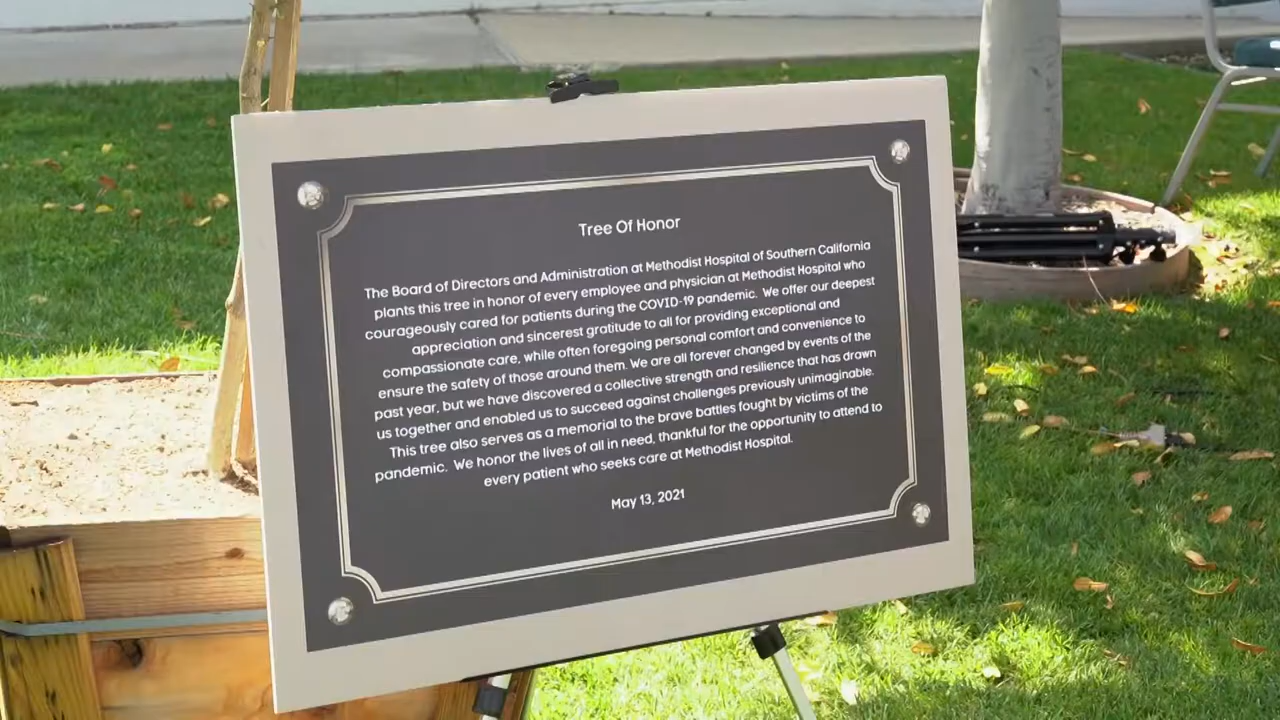 Tree Of Honor
The Board of Directors and Administration at Methodist Hospital of Southern California
plants this tree in honor of every employee and physician at Methodist Hospital who
courageously cared for patients during the COVID-19 pandemic. We offer our deepest
appreciation and sincerest gratitude to all for providing exceptional and
compassionate care, while often foregoing personal comfort and convenience to
ensure the safety of those around them. We are all forever changed by events of the
past year, but we have discovered a collective strength and resilience that has drawn
us together and enabled us to succeed against challenges previously unimaginable.
This tree also serves as a memorial to the brave battles fought by victims of the
pandemic. We honor the lives of all in need, thankful for the opportunity to attend to
every patient who seeks care at Methodist Hospital.
May 13, 2021